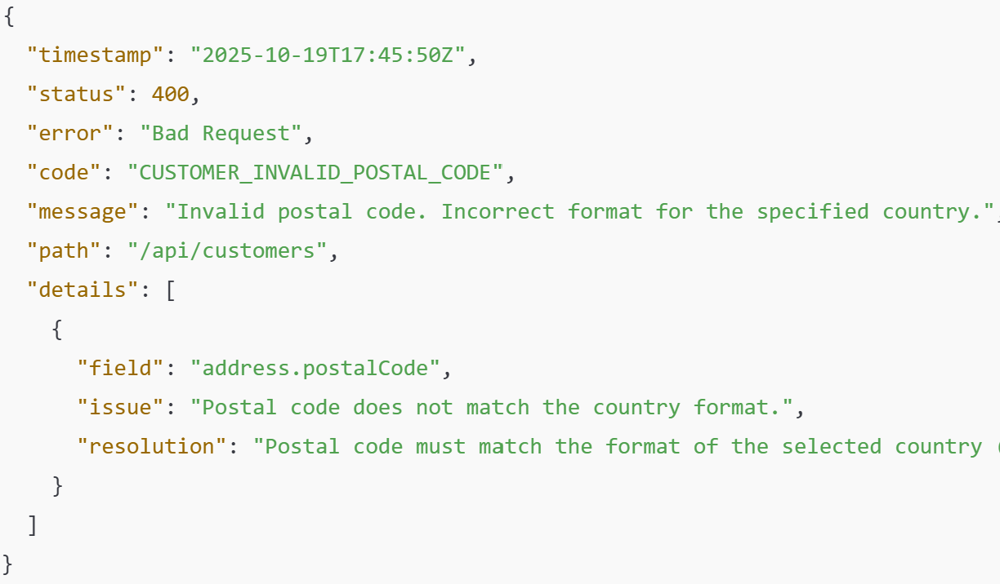 {
  "timestamp": "2025-10-19T17:45:50Z",
  "status": 400,
  "error": "Bad Request",
  "code": "CUSTOMER_INVALID_POSTAL_CODE",
  "message": "Invalid postal code. Incorrect format for the specified country.",
  "path": "/api/customers",
  "details": [
    {
      "field": "address.postalCode",
      "issue": "Postal code does not match the country format.",
      "resolution": "Postal code must match the format of the selected country
    }
  ]
}